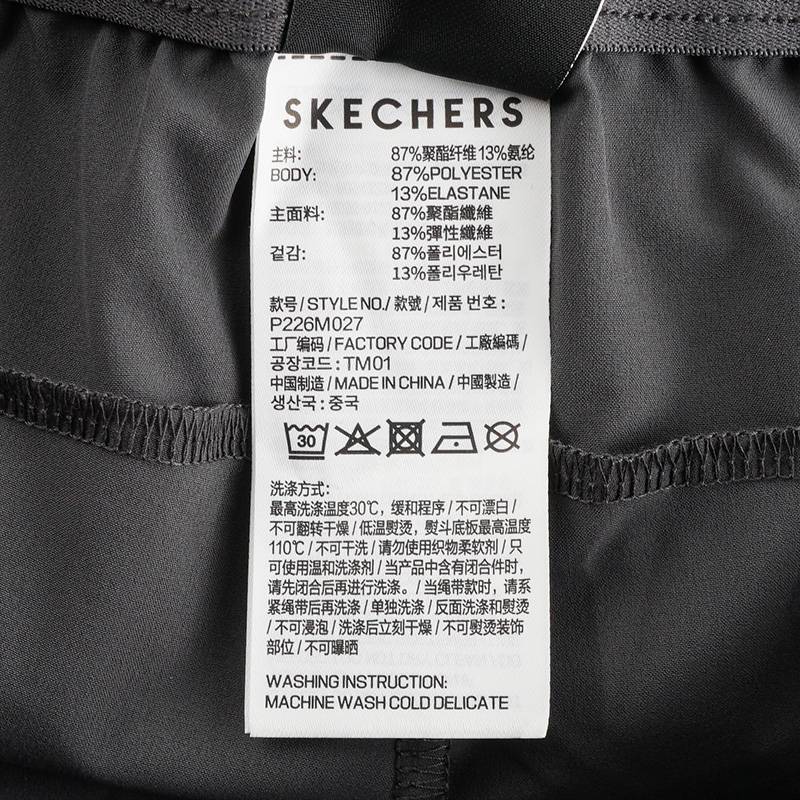 SKECHERS
主料: 87%聚酯纤维 13%氨纶
BODY: 87%POLYESTER
13%ELASTANE
主面料: 87%聚酯纖維
13%彈性纖維
겉감: 87%폴리에스터
13%폴리우레탄
款号 / STYLE NO./ 款號 / 제품 번호 :
P226M027
工厂编码 / FACTORY CODE / 工廠編碼 /
공장코드 : TM01
中国制造 / MADE IN CHINA / 中國製造 /
생산국 : 중국
30
洗涤方式:
最高洗涤温度30℃，缓和程序 / 不可漂白 /
不可翻转干燥 / 低温熨烫，熨斗底板最高温度
110℃ / 不可干洗 / 请勿使用织物柔软剂 / 只
可使用温和洗涤剂 / 当产品中含有闭合件时，
请先闭合后再进行洗涤。/ 当绳带款时，请系
紧绳带后再洗涤 / 单独洗涤 / 反面洗涤和熨烫
/ 不可浸泡 / 洗涤后立刻干燥 / 不可熨烫装饰
部位 / 不可曝晒
WASHING INSTRUCTION:
MACHINE WASH COLD DELICATE